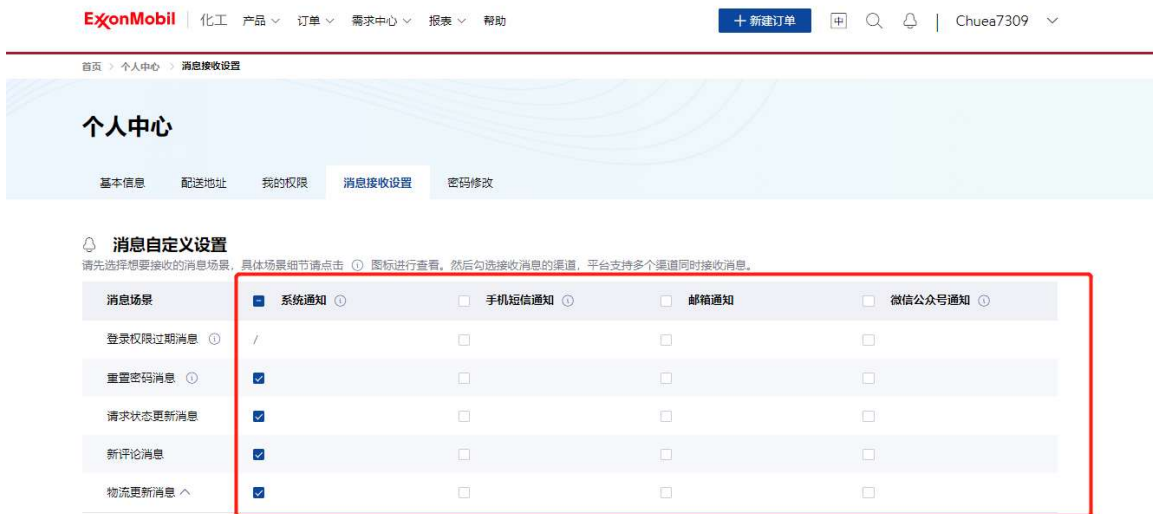 ExxonMobil 化工 产品 订单 需求中心 报表 帮助 + 新建订单 中 Chuea7309
首页 > 个人中心 > 消息接收设置
个人中心
基本信息 配送地址 我的权限 消息接收设置 密码修改
消息自定义设置
请先选择想要接收的消息场景，具体场景细节请点击 ⓘ 图标进行查看。然后勾选接收消息的渠道，平台支持多个渠道同时接收消息。
消息场景 系统通知 手机短信通知 邮箱通知 微信公众号通知
登录权限过期消息 /
重置密码消息
请求状态更新消息
新评论消息
物流更新消息